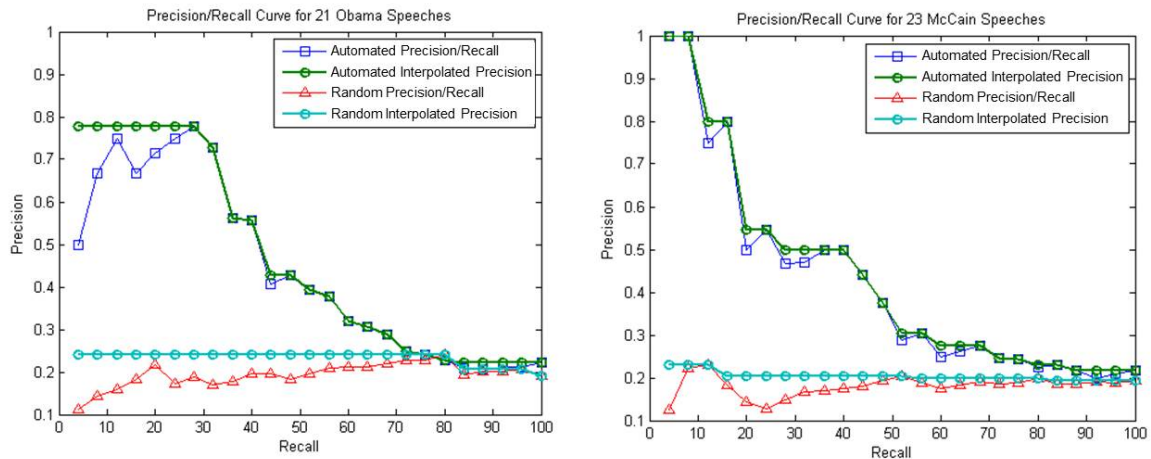 Precision/Recall Curve for 21 Obama Speeches
1
0.9
0.8
0.7
0.6
0.5
0.4
0.3
0.2
0.1
Precision
0 10 20 30 40 50 60 70 80 90 100
Recall
Automated Precision/Recall
Automated Interpolated Precision
Random Precision/Recall
Random Interpolated Precision
Precision/Recall Curve for 23 McCain Speeches
1
0.9
0.8
0.7
0.6
0.5
0.4
0.3
0.2
0.1
Precision
0 10 20 30 40 50 60 70 80 90 100
Recall
Automated Precision/Recall
Automated Interpolated Precision
Random Precision/Recall
Random Interpolated Precision